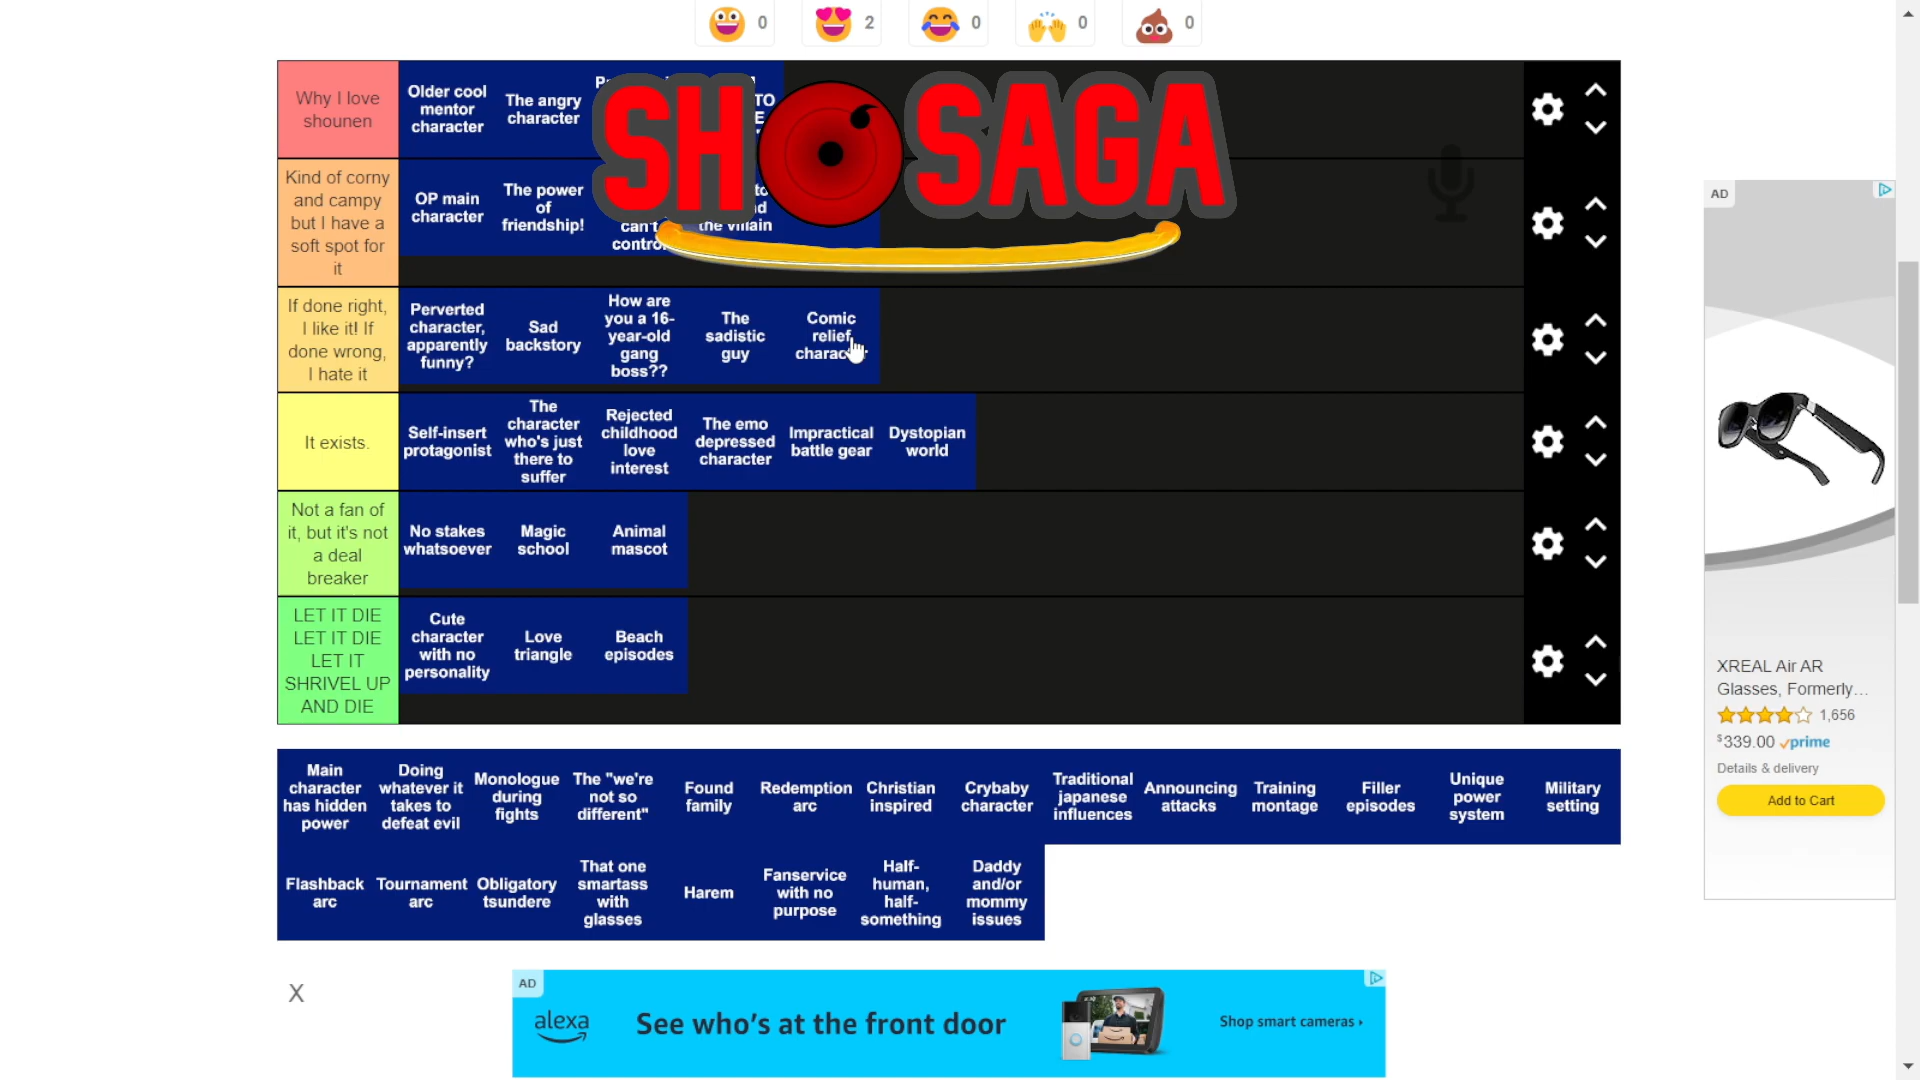 0
2
0
0
0
Why I love
shounen
Older cool
mentor
character
The angry
character
TO
SH SAGA
Kind of corny
and campy
but I have a
soft spot for
it
OP main
character
The power
of
friendship!
can't
control
the villain
If done right,
I like it! If
done wrong,
I hate it
Perverted
character,
apparently
funny?
Sad
backstory
How are
you a 16-
year-old
gang
boss??
The
sadistic
guy
Comic
relief
character
It exists.
Self-insert
protagonist
The
character
who's just
there to
suffer
Rejected
childhood
love
interest
The emo
depressed
character
Impractical
battle gear
Dystopian
world
Not a fan of
it, but it's not
a deal
breaker
No stakes
whatsoever
Magic
school
Animal
mascot
LET IT DIE
LET IT DIE
LET IT
SHRIVEL UP
AND DIE
Cute
character
with no
personality
Love
triangle
Beach
episodes
Main
character
has hidden
power
Doing
whatever it
takes to
defeat evil
Monologue
during
fights
The "we're
not so
different"
Found
family
Redemption
arc
Christian
inspired
Crybaby
character
Traditional
japanese
influences
Announcing
attacks
Training
montage
Filler
episodes
Unique
power
system
Military
setting
Flashback
arc
Tournament
arc
Obligatory
tsundere
That one
smartass
with
glasses
Harem
Fanservice
with no
purpose
Half-
human,
half-
something
Daddy
and/or
mommy
issues
AD
XREAL Air AR
Glasses, Formerly...
1,656
$339.00 prime
Details & delivery
Add to Cart
X
AD
alexa
See who's at the front door
Shop smart cameras ›